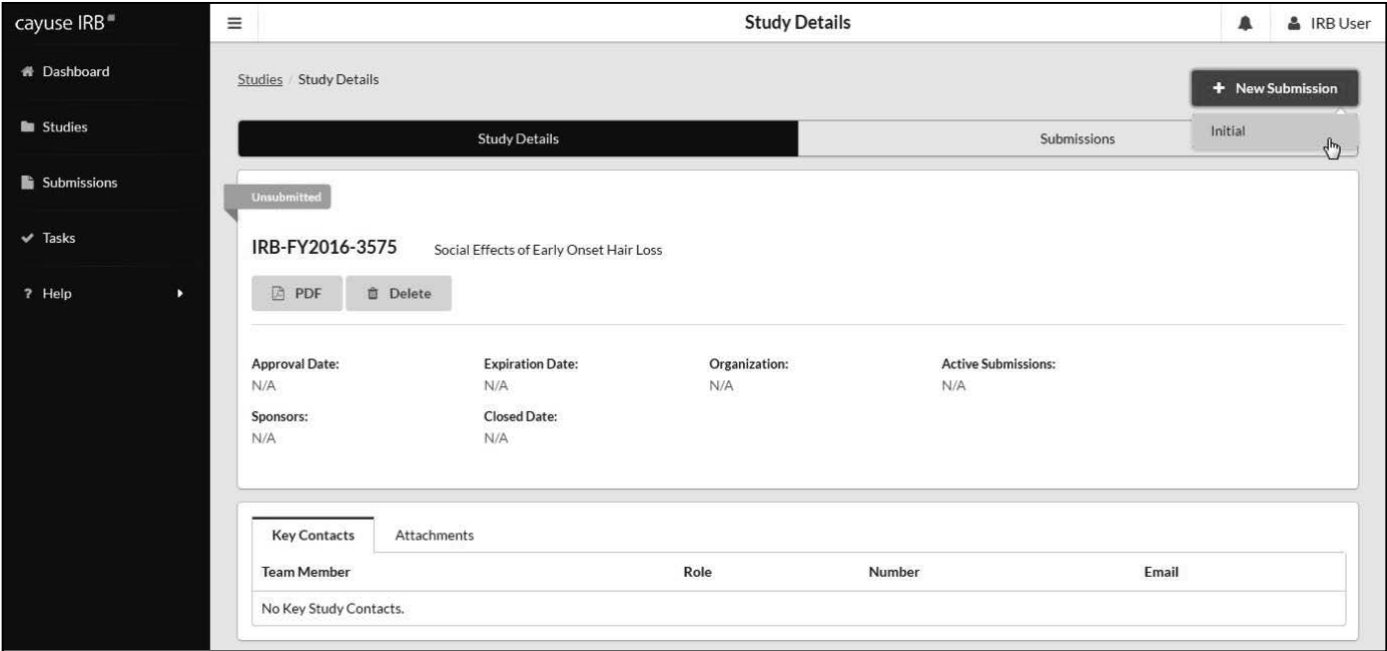 cayuse IRB
Study Details
IRB User
Dashboard
Studies
Submissions
Tasks
? Help
Studies / Study Details
+ New Submission
Initial
Study Details
Submissions
Unsubmitted
IRB-FY2016-3575 Social Effects of Early Onset Hair Loss
PDF Delete
Approval Date: Expiration Date: Organization: Active Submissions:
N/A N/A N/A N/A
Sponsors: Closed Date:
N/A N/A
Key Contacts Attachments
Team Member Role Number Email
No Key Study Contacts.